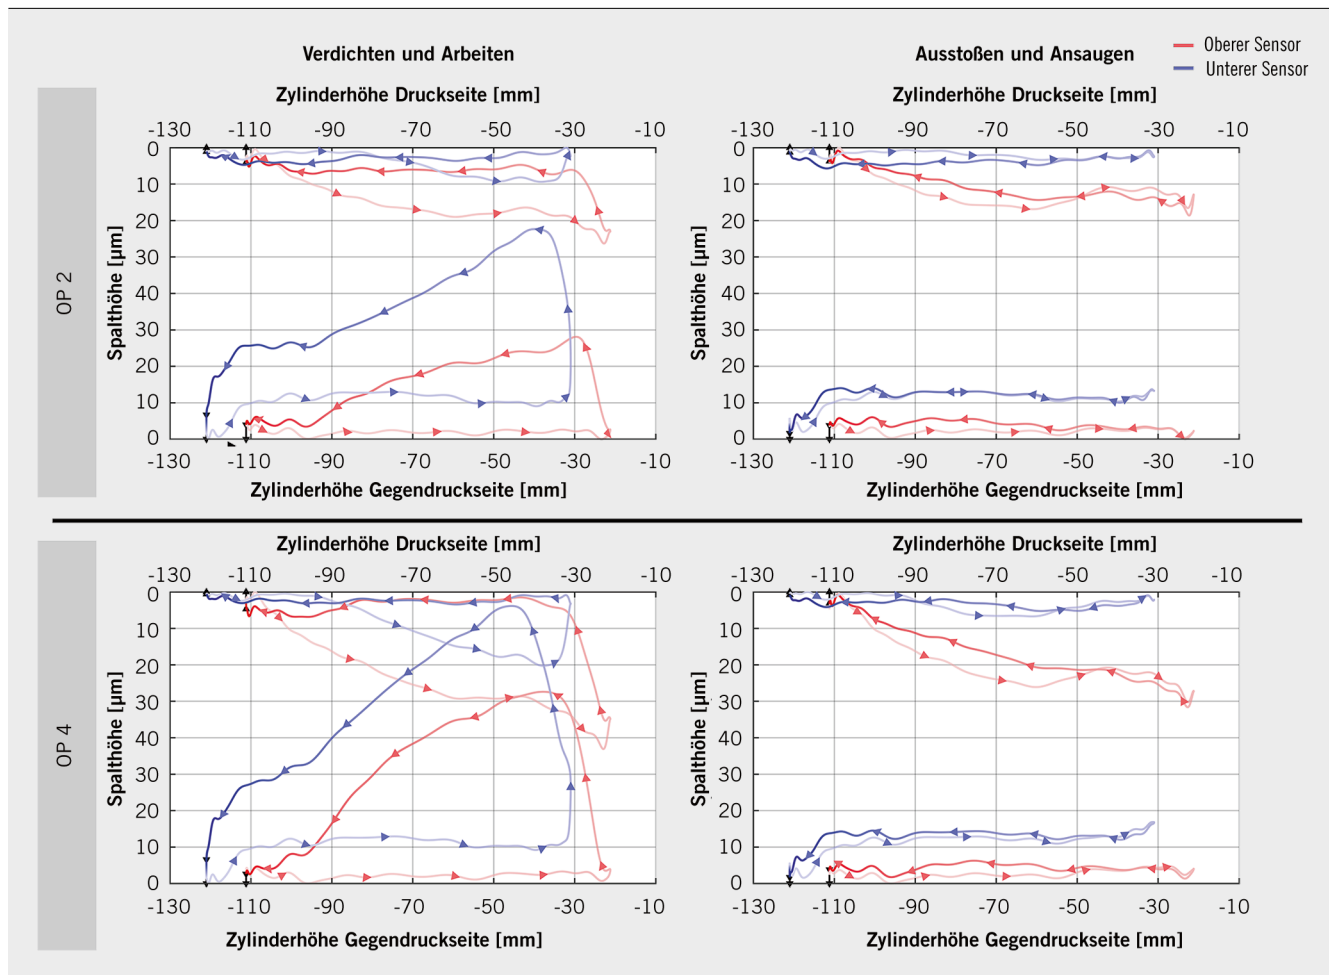 Verdichten und Arbeiten
Ausstoßen und Ansaugen
Oberer Sensor
Unterer Sensor
OP 2
Zylinderhöhe Druckseite [mm]
-130 -110 -90 -70 -50 -30 -10
Spalthöhe [µm]
0
10
20
30
40
50
60
70
80
0
-130 -110 -90 -70 -50 -30 -10
Zylinderhöhe Gegendruckseite [mm]
Zylinderhöhe Druckseite [mm]
-130 -110 -90 -70 -50 -30 -10
Spalthöhe [µm]
0
10
20
30
40
30
20
10
0
-130 -110 -90 -70 -50 -30 -10
Zylinderhöhe Gegendruckseite [mm]
OP 4
Zylinderhöhe Druckseite [mm]
-130 -110 -90 -70 -50 -30 -10
Spalthöhe [µm]
0
10
20
30
40
30
20
10
0
-130 -110 -90 -70 -50 -30 -10
Zylinderhöhe Gegendruckseite [mm]
Zylinderhöhe Druckseite [mm]
-130 -110 -90 -70 -50 -30 -10
Spalthöhe [µm]
0
10
20
30
40
30
20
10
0
-130 -110 -90 -70 -50 -30 -10
Zylinderhöhe Gegendruckseite [mm]